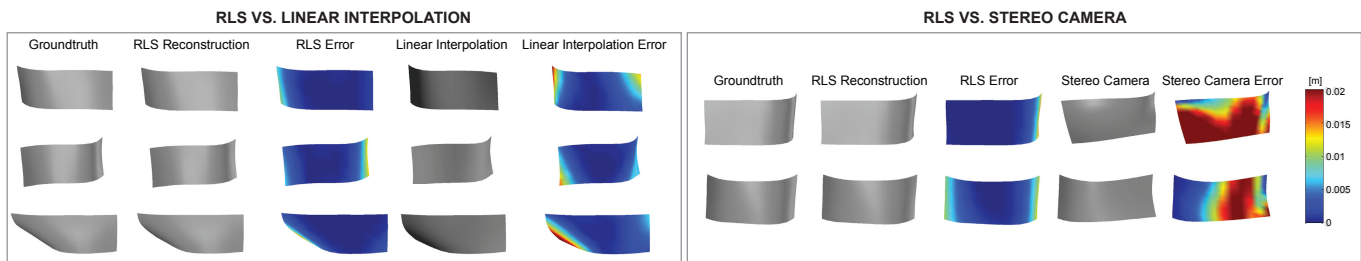 RLS VS. LINEAR INTERPOLATION
Groundtruth RLS Reconstruction RLS Error Linear Interpolation Linear Interpolation Error
RLS VS. STEREO CAMERA
Groundtruth RLS Reconstruction RLS Error Stereo Camera Stereo Camera Error
[m]
0.02
0.015
0.01
0.005
0